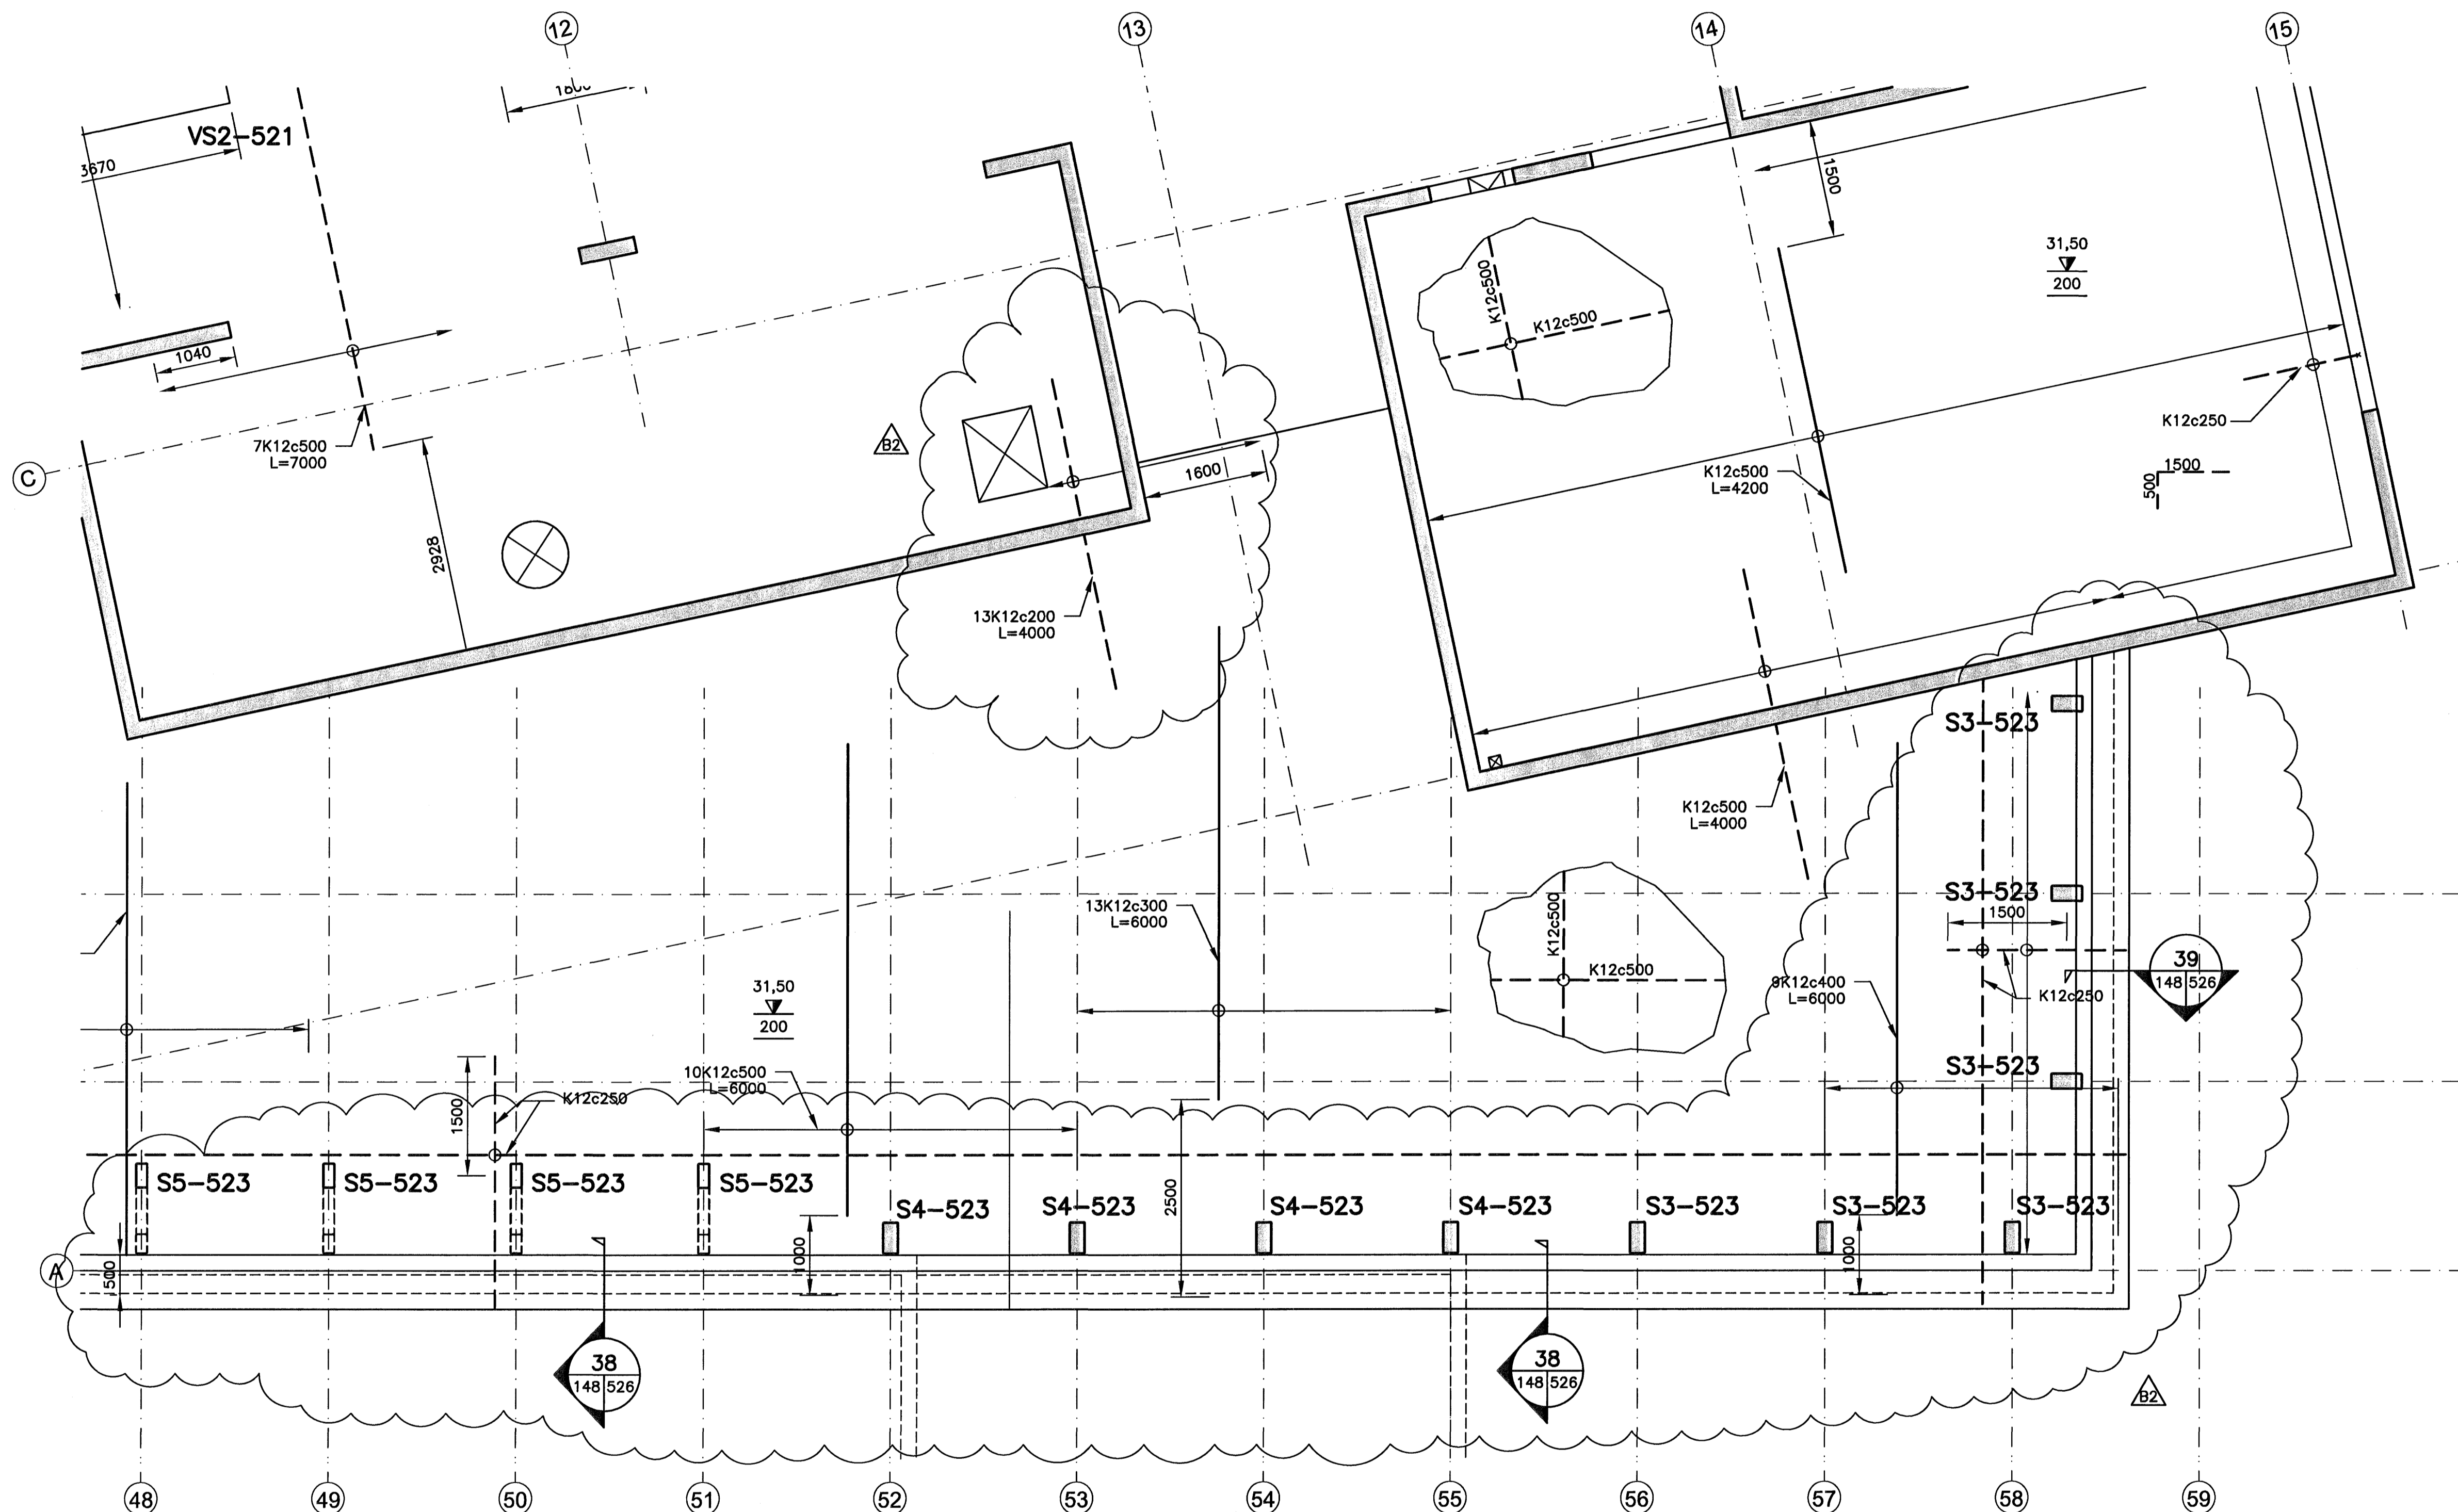 12
13
14
15
1800
VS2-521
3670
1500
31,50
200
K12c500
K12c500
1040
7K12c500
L=7000
B2
C
1600
K12c250
K12c500
L=4200
1500
500
2928
13K12c200
L=4000
S3-523
K12c500
L=4000
S3-523
1500
13K12c300
L=6000
K12c500
K12c500
39
148 526
9K12c400
L=6000
K12c250
31,50
200
10K12c500
L=6000
K12c250
1500
S3-523
S5-523
S5-523
S5-523
S5-523
S4-523
S4-523
S4-523
S4-523
S3-523
S3-523
S3-523
2500
1000
1000
A
500
38
148 526
38
148 526
B2
48
49
50
51
52
53
54
55
56
57
58
59